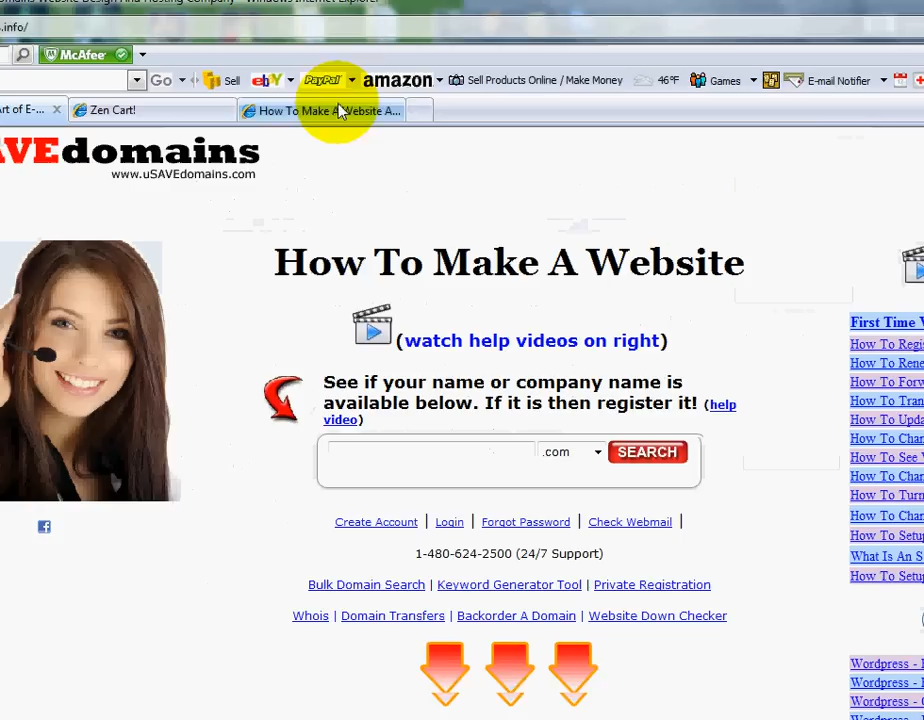 s.info/
McAfee
Go Sell ebY PayPal amazon Sell Products Online / Make Money 46°F Games E-mail Notifier
Art of E-... Zen Cart! How To Make A Website A...
AVEdomains
www.uSAVEdomains.com
How To Make A Website
(watch help videos on right)
See if your name or company name is
available below. If it is then register it! (help
video)
.com SEARCH
Create Account | Login | Forgot Password | Check Webmail |
1-480-624-2500 (24/7 Support)
Bulk Domain Search | Keyword Generator Tool | Private Registration
Whois | Domain Transfers | Backorder A Domain | Website Down Checker
First Time
How To Regi
How To Rene
How To Forw
How To Tran
How To Upda
How To Chan
How To See
How To Chan
How To Turn
How To Chan
How To Setu
What Is An S
How To Setu
Wordpress -
Wordpress -
Wordpress -